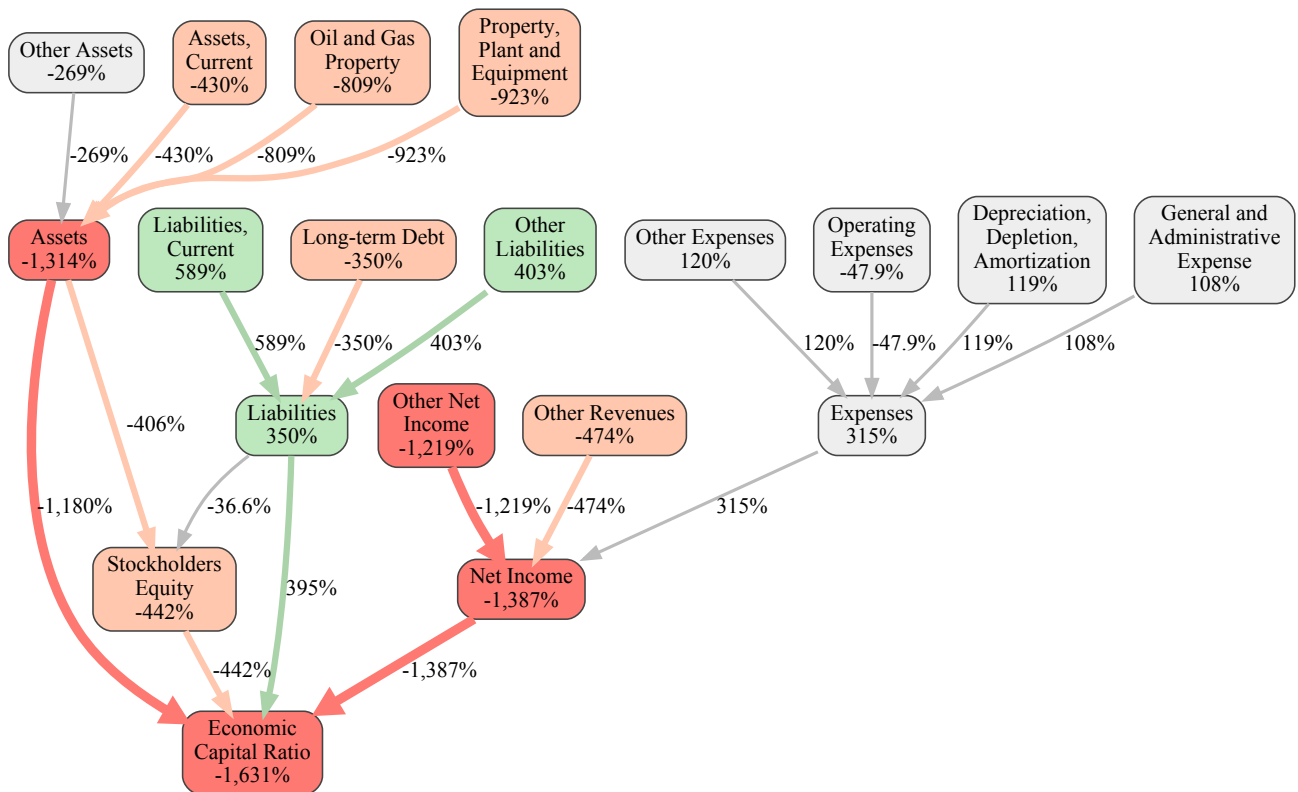 Other Assets
-269%
Assets,
Current
-430%
Oil and Gas
Property
-809%
Property,
Plant and
Equipment
-923%
-269%
-430%
-809%
-923%
Assets
-1,314%
Liabilities,
Current
589%
Long-term Debt
-350%
Other
Liabilities
403%
Other Expenses
120%
Operating
Expenses
-47.9%
Depreciation,
Depletion,
Amortization
119%
General and
Administrative
Expense
108%
589%
-350%
403%
120%
-47.9%
119%
108%
-406%
Liabilities
350%
Other Net
Income
-1,219%
Other Revenues
-474%
Expenses
315%
-1,180%
-36.6%
-1,219%
-474%
315%
Stockholders
Equity
-442%
395%
Net Income
-1,387%
-442%
-1,387%
Economic
Capital Ratio
-1,631%